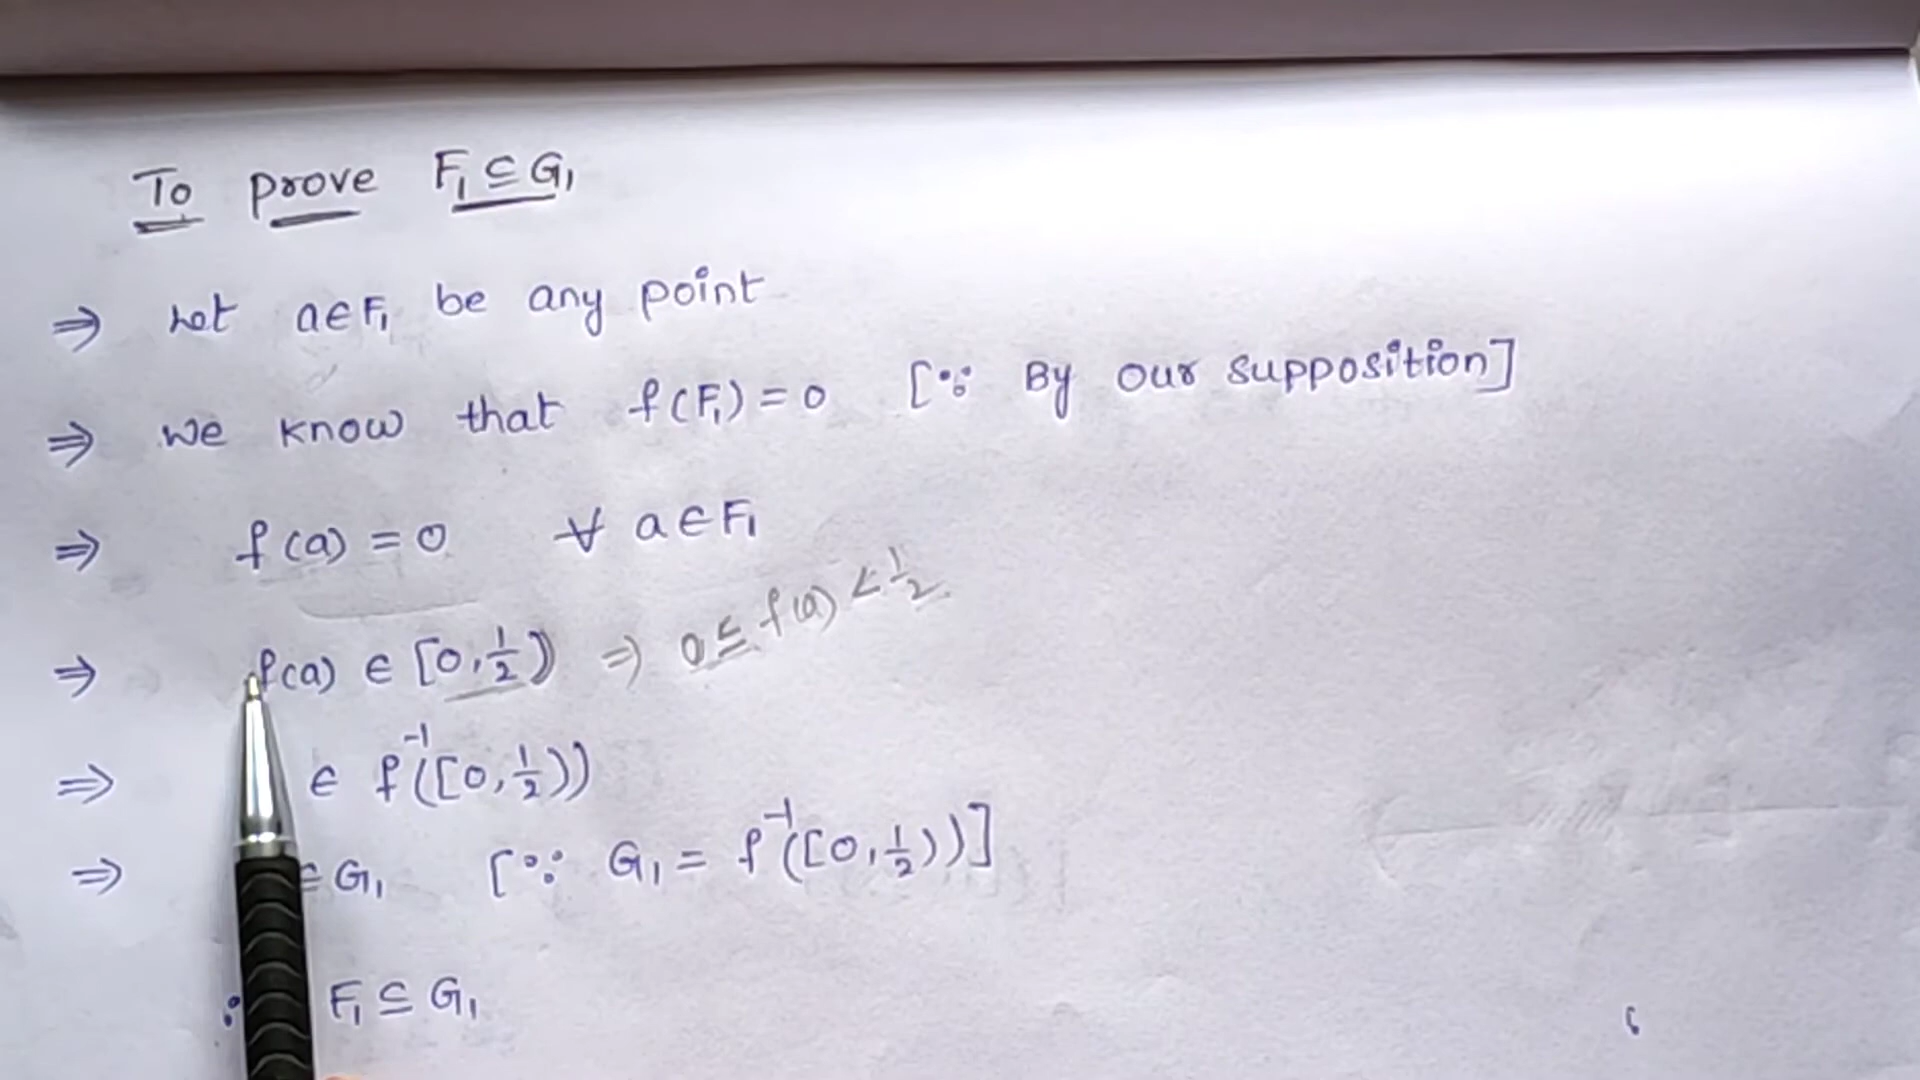 To prove F₁ ⊆ G₁
⇒ Let a∈F₁ be any point
⇒ we know that f(F₁) = 0 [∵ By our supposition]
⇒ f(a) = 0 ∀ a∈F₁
⇒ f(a) ∈ [0,1/2) ⇒ 0 ≤ f(a) < 1/2
⇒ ∈ f⁻¹([0,1/2))
⇒ G₁ [∵ G₁ = f⁻¹([0,1/2))]
F₁ ⊆ G₁